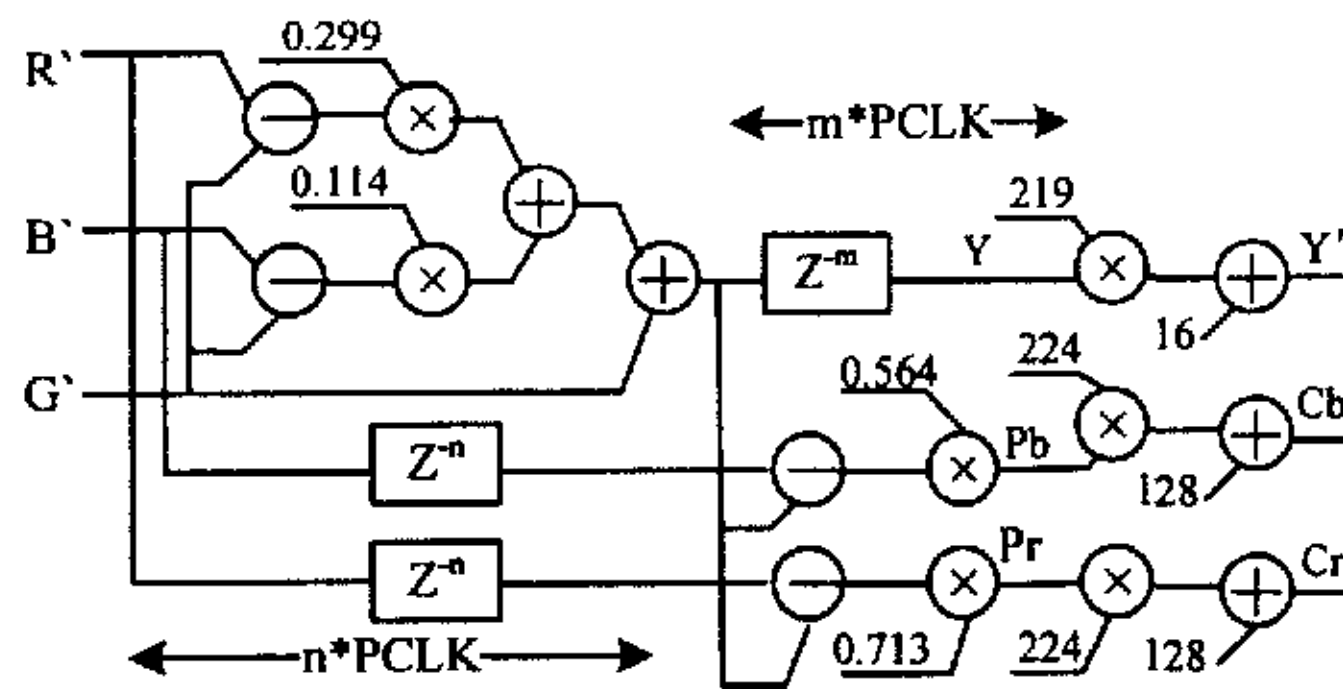 R`
0.299
m*PCLK
0.114
219
B`
Z⁻ᵐ
Y
Y'
16
G`
0.564
224
Z⁻ⁿ
Pb
Cb
128
Z⁻ⁿ
Pr
Cr
n*PCLK
0.713
224
128